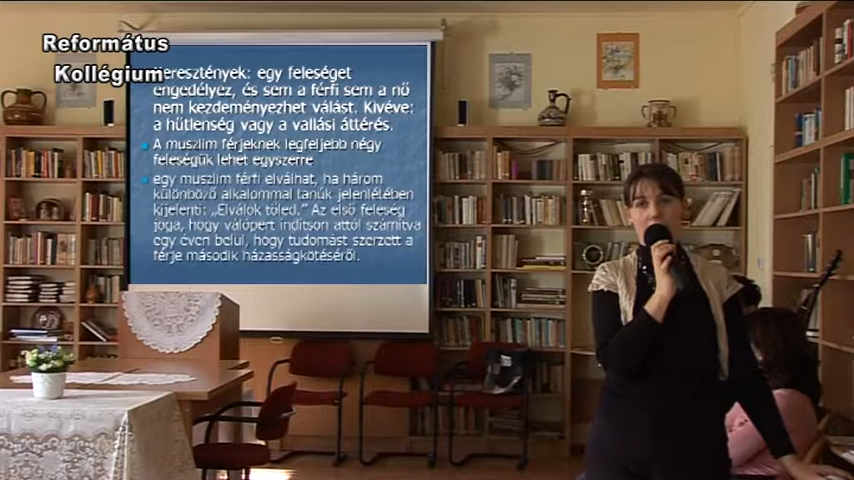 Református
Kollégium
keresztények: egy feleséget
engedélyez, és sem a férfi sem a nő
nem kezdeményezhet válást. Kivéve:
a hűtlenség vagy a vallási áttérés.
A muszlim férjeknek legfeljebb négy
feleségük lehet egyszerre
egy muszlim férfi elválhat, ha három
különböző alkalommal tanúk jelenlétében
kijelenti: „Elválok tőled.” Az első feleség
joga, hogy válópert indítson attól számítva
egy éven belül, hogy tudomást szerzett a
férje második házasságkötéséről.